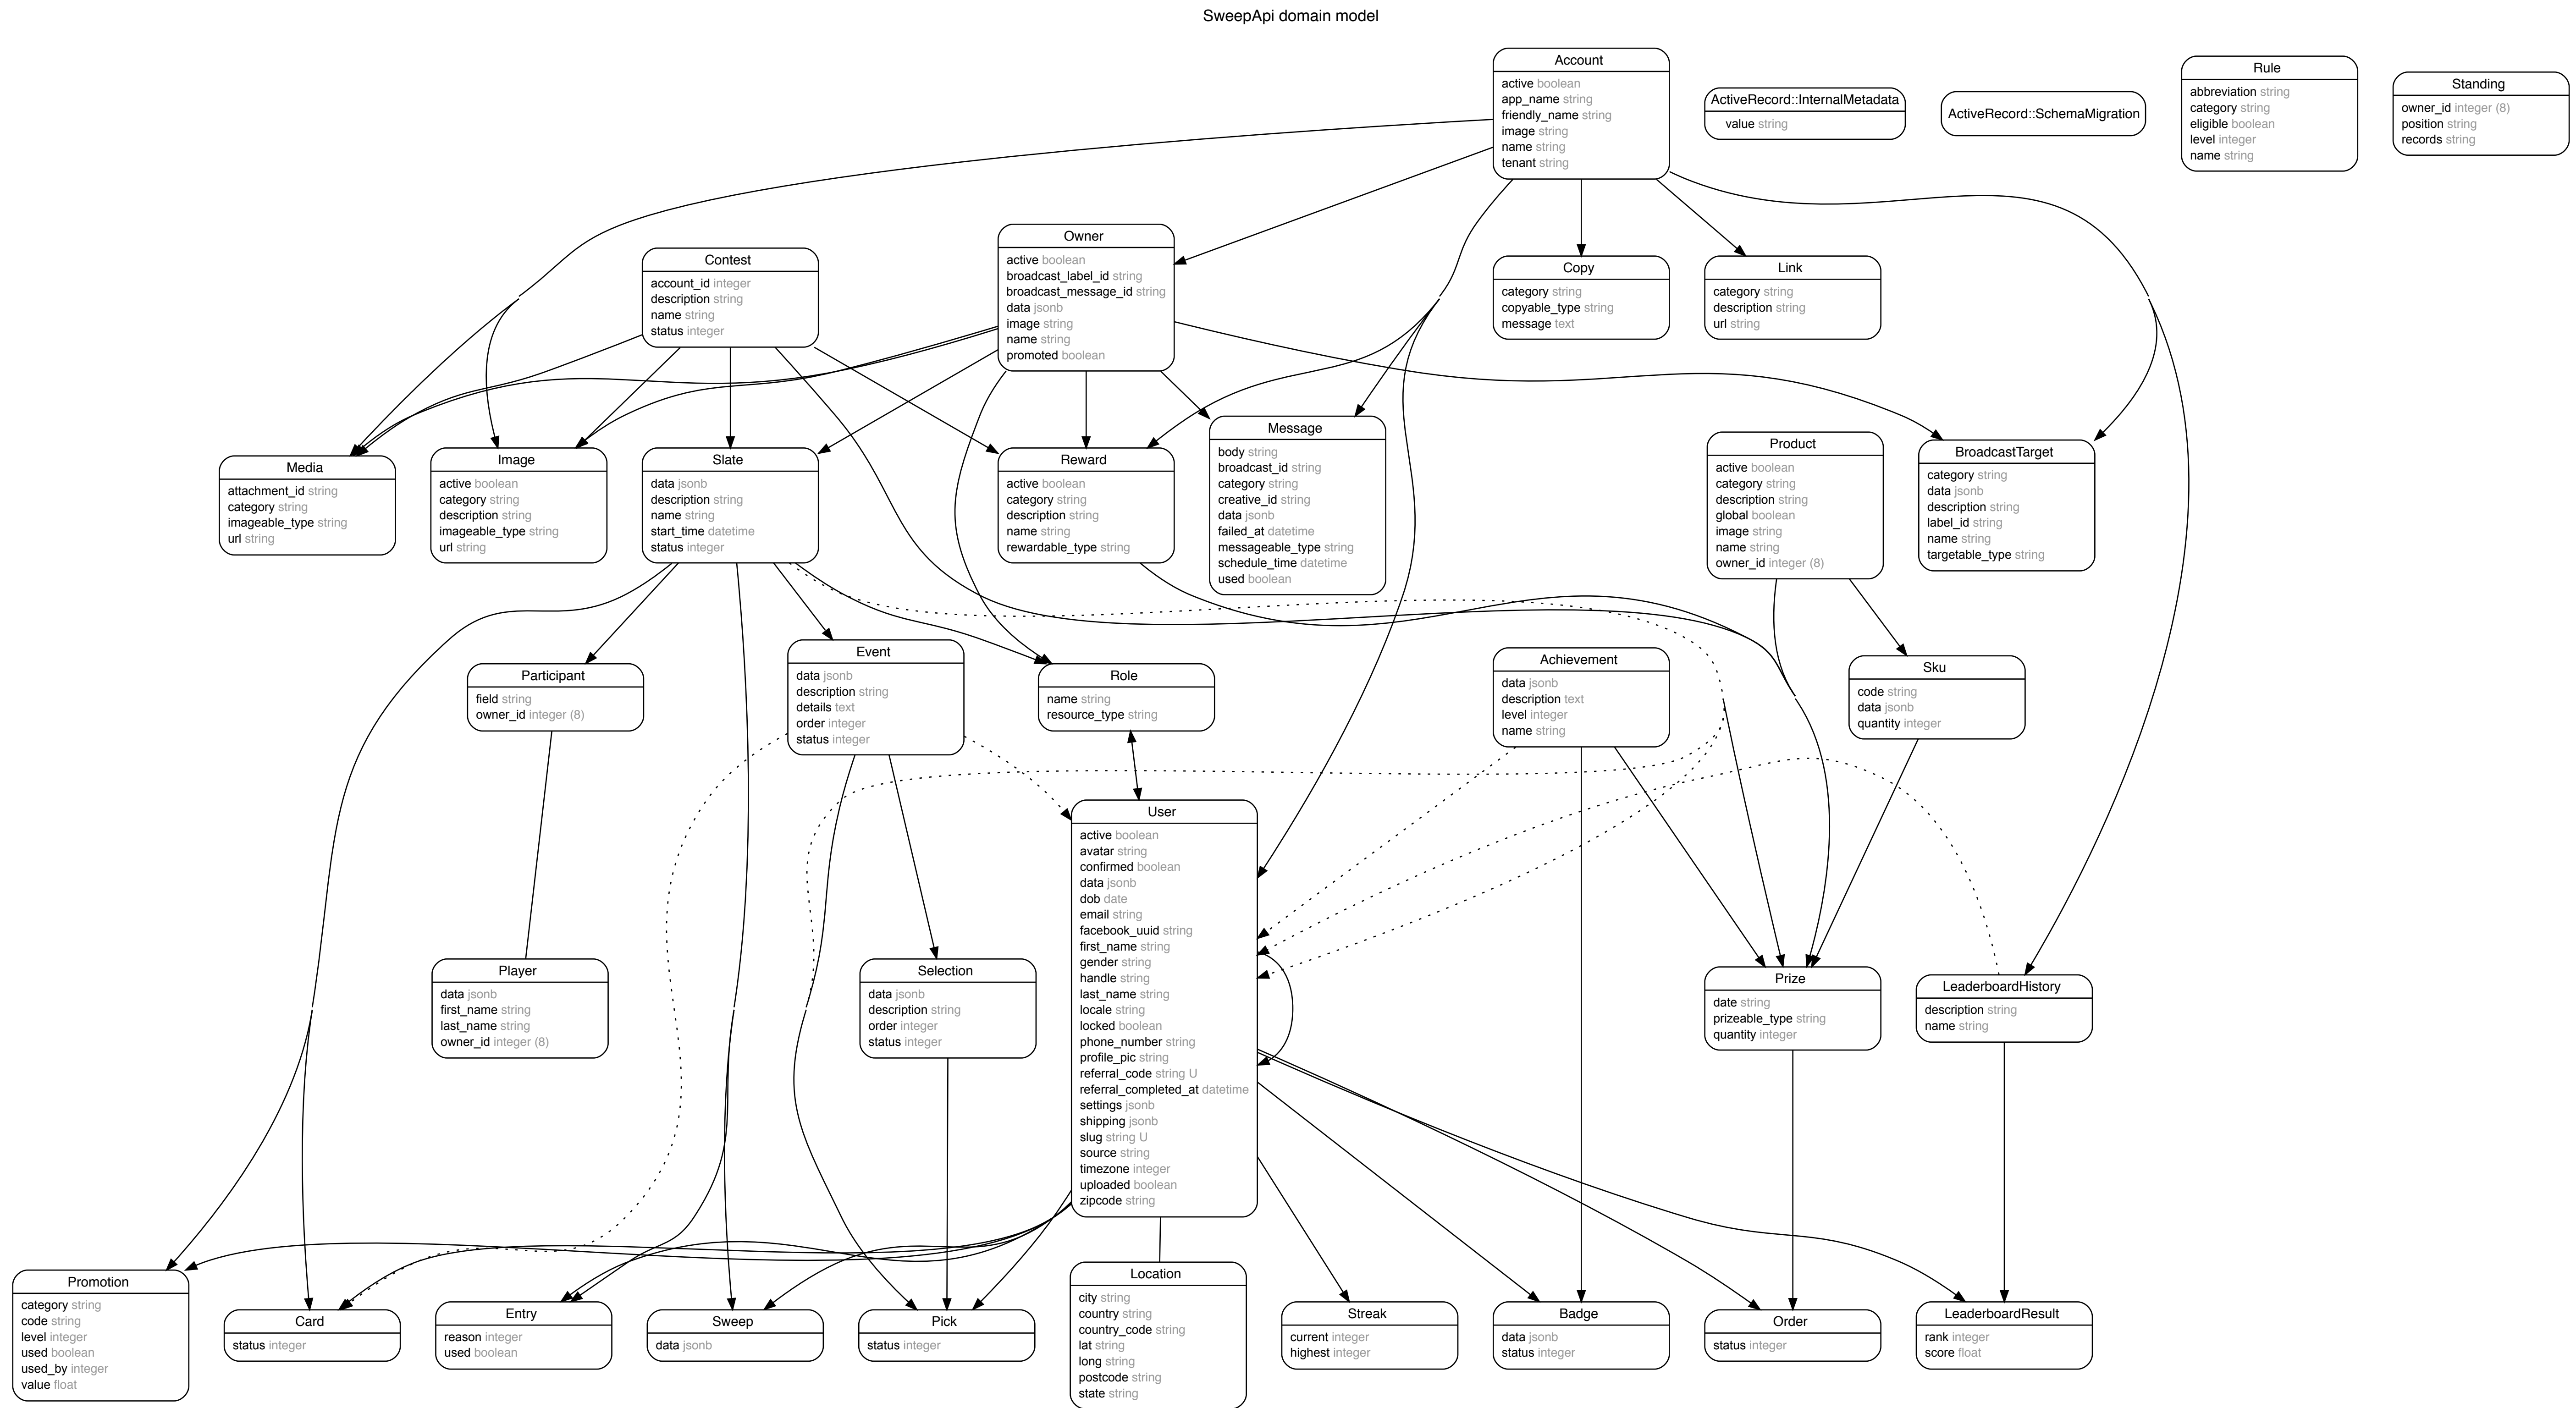 SweepApi domain model
Account
active boolean
app_name string
friendly_name string
image string
name string
tenant string
ActiveRecord::InternalMetadata
value string
ActiveRecord::SchemaMigration
Rule
abbreviation string
category string
eligible boolean
level integer
name string
Standing
owner_id integer (8)
position string
records string
Contest
account_id integer
description string
name string
status integer
Owner
active boolean
broadcast_label_id string
broadcast_message_id string
data jsonb
image string
name string
promoted boolean
Copy
category string
copyable_type string
message text
Link
category string
description string
url string
Media
attachment_id string
category string
imageable_type string
url string
Image
active boolean
category string
description string
imageable_type string
url string
Slate
data jsonb
description string
name string
start_time datetime
status integer
Reward
active boolean
category string
description string
name string
rewardable_type string
Message
body string
broadcast_id string
category string
creative_id string
data jsonb
failed_at datetime
messageable_type string
schedule_time datetime
used boolean
Product
active boolean
category string
description string
global boolean
image string
name string
owner_id integer (8)
BroadcastTarget
category string
data jsonb
description string
label_id string
name string
targetable_type string
Participant
field string
owner_id integer (8)
Event
data jsonb
description string
details text
order integer
status integer
Role
name string
resource_type string
Achievement
data jsonb
description text
level integer
name string
Sku
code string
data jsonb
quantity integer
User
active boolean
avatar string
confirmed boolean
data jsonb
dob date
email string
facebook_uuid string
first_name string
gender string
handle string
last_name string
locale string
locked boolean
phone_number string
profile_pic string
referral_code string U
referral_completed_at datetime
settings jsonb
shipping jsonb
slug string U
source string
timezone integer
uploaded boolean
zipcode string
Player
data jsonb
first_name string
last_name string
owner_id integer (8)
Selection
data jsonb
description string
order integer
status integer
Prize
date string
prizeable_type string
quantity integer
LeaderboardHistory
description string
name string
Promotion
category string
code string
level integer
used boolean
used_by integer
value float
Card
status integer
Entry
reason integer
used boolean
Sweep
data jsonb
Pick
status integer
Location
city string
country string
country_code string
lat string
long string
postcode string
state string
Streak
current integer
highest integer
Badge
data jsonb
status integer
Order
status integer
LeaderboardResult
rank integer
score float